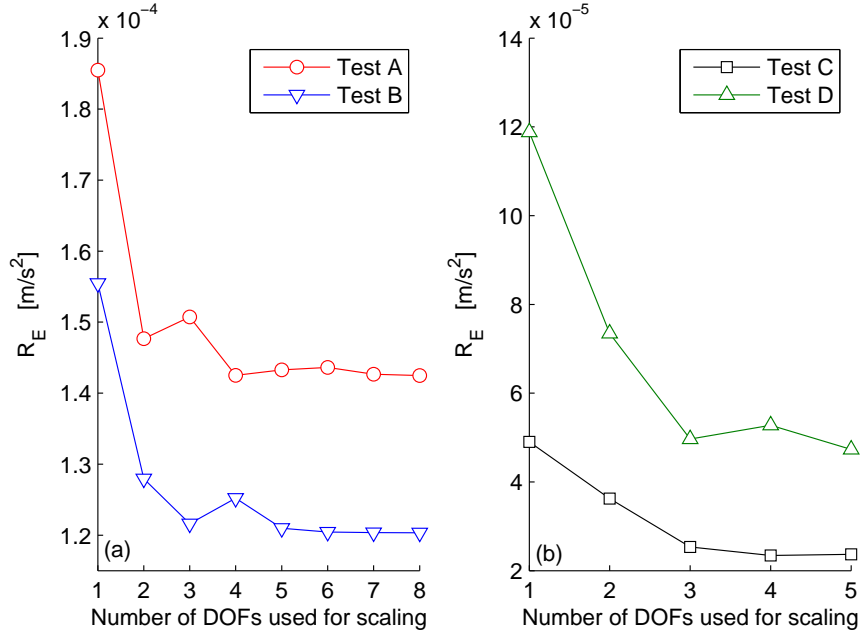 x 10^-4
1.9
1.8
1.7
1.6
1.5
1.4
1.3
1.2
R_E [m/s^2]
Test A
Test B
(a)
1 2 3 4 5 6 7 8
Number of DOFs used for scaling
x 10^-5
14
12
10
8
6
4
2
R_E [m/s^2]
Test C
Test D
(b)
1 2 3 4 5
Number of DOFs used for scaling